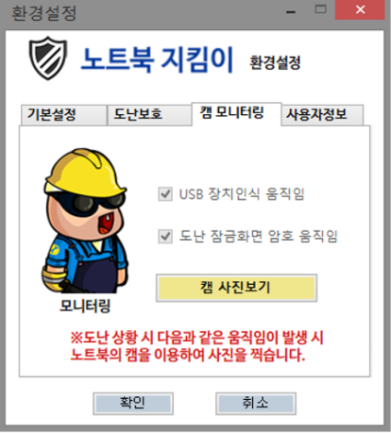 환경설정
노트북 지킴이 환경설정
기본설정 도난보호 캠 모니터링 사용자정보
USB 장치인식 움직임
도난 잠금화면 암호 움직임
캠 사진보기
모니터링
※도난 상황 시 다음과 같은 움직임이 발생 시
노트북의 캠을 이용하여 사진을 찍습니다.
확인 취소